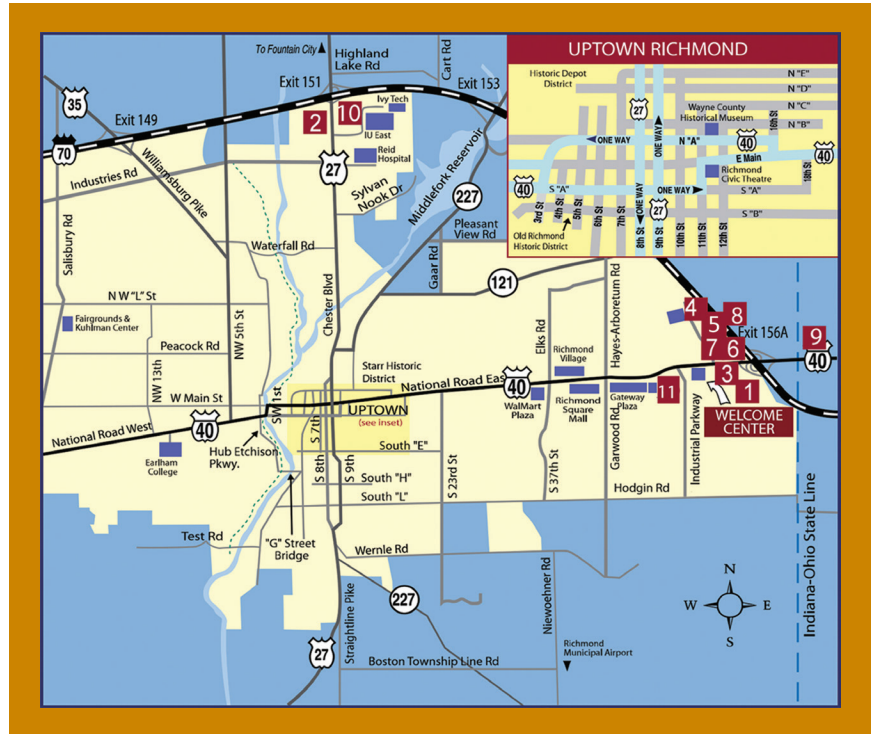 To Fountain City
Highland
Lake Rd
Cart Rd
Exit 151
Exit 153
35
Exit 149
70
2
10
Ivy Tech
IU East
Reid
Hospital
Industries Rd
Williamsburg Pike
27
Sylvan
Nook Dr
Middlefork Reservoir
227
Pleasant
View Rd
Salisbury Rd
Waterfall Rd
Gaar Rd
121
Chester Blvd
N W "L" St
NW 5th St
Fairgrounds &
Kuhlman Center
Peacock Rd
NW 13th
W Main St
SW 1st
Starr Historic
District
National Road East
40
UPTOWN
(see inset)
S 7th
National Road West
40
Earlham
College
Hub Etchison
Pkwy.
South "E"
S 8th
S 9th
South "H"
South "L"
S 23rd St
Test Rd
"G" Street
Bridge
Wernle Rd
227
Straightline Pike
27
Boston Township Line Rd
Niewoehner Rd
Richmond
Municipal Airport
Elks Rd
Richmond
Village
WalMart
Plaza
Richmond
Square
Mall
S 37th St
Hayes-Arboretum Rd
Gateway
Plaza
11
Garwood Rd
Hodgin Rd
Industrial Parkway
4
5
8
7
6
3
1
Exit 156A
9
40
WELCOME
CENTER
Indiana-Ohio State Line
N
W
E
S
UPTOWN RICHMOND
Historic Depot
District
N "E"
N "D"
N "C"
N "B"
27
Wayne County
Historical Museum
16th St
ONE WAY
ONE WAY
N "A"
40
E Main
40
Richmond
Civic Theatre
40
S "A"
ONE WAY
S "A"
18th St
ONE WAY
27
S "B"
3rd St
4th St
5th St
6th St
7th St
8th St
9th St
10th St
11th St
12th St
Old Richmond
Historic District